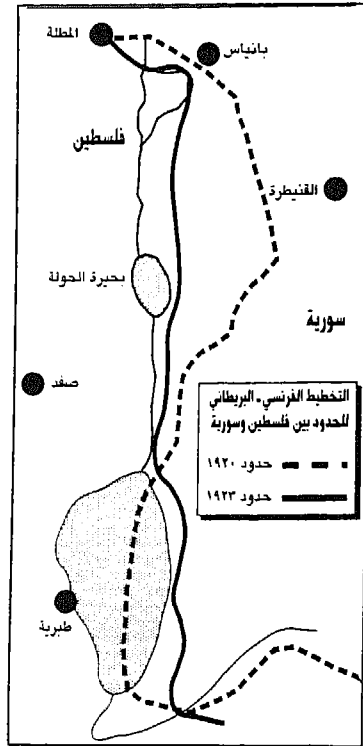 المطلة
بانياس
فلسطين
القنيطرة
بحيرة الحولة
سورية
صفد
التخطيط الفرنسي - البريطاني
للحدود بين فلسطين وسورية
حدود ١٩٢٠
حدود ١٩٢٣
طبرية